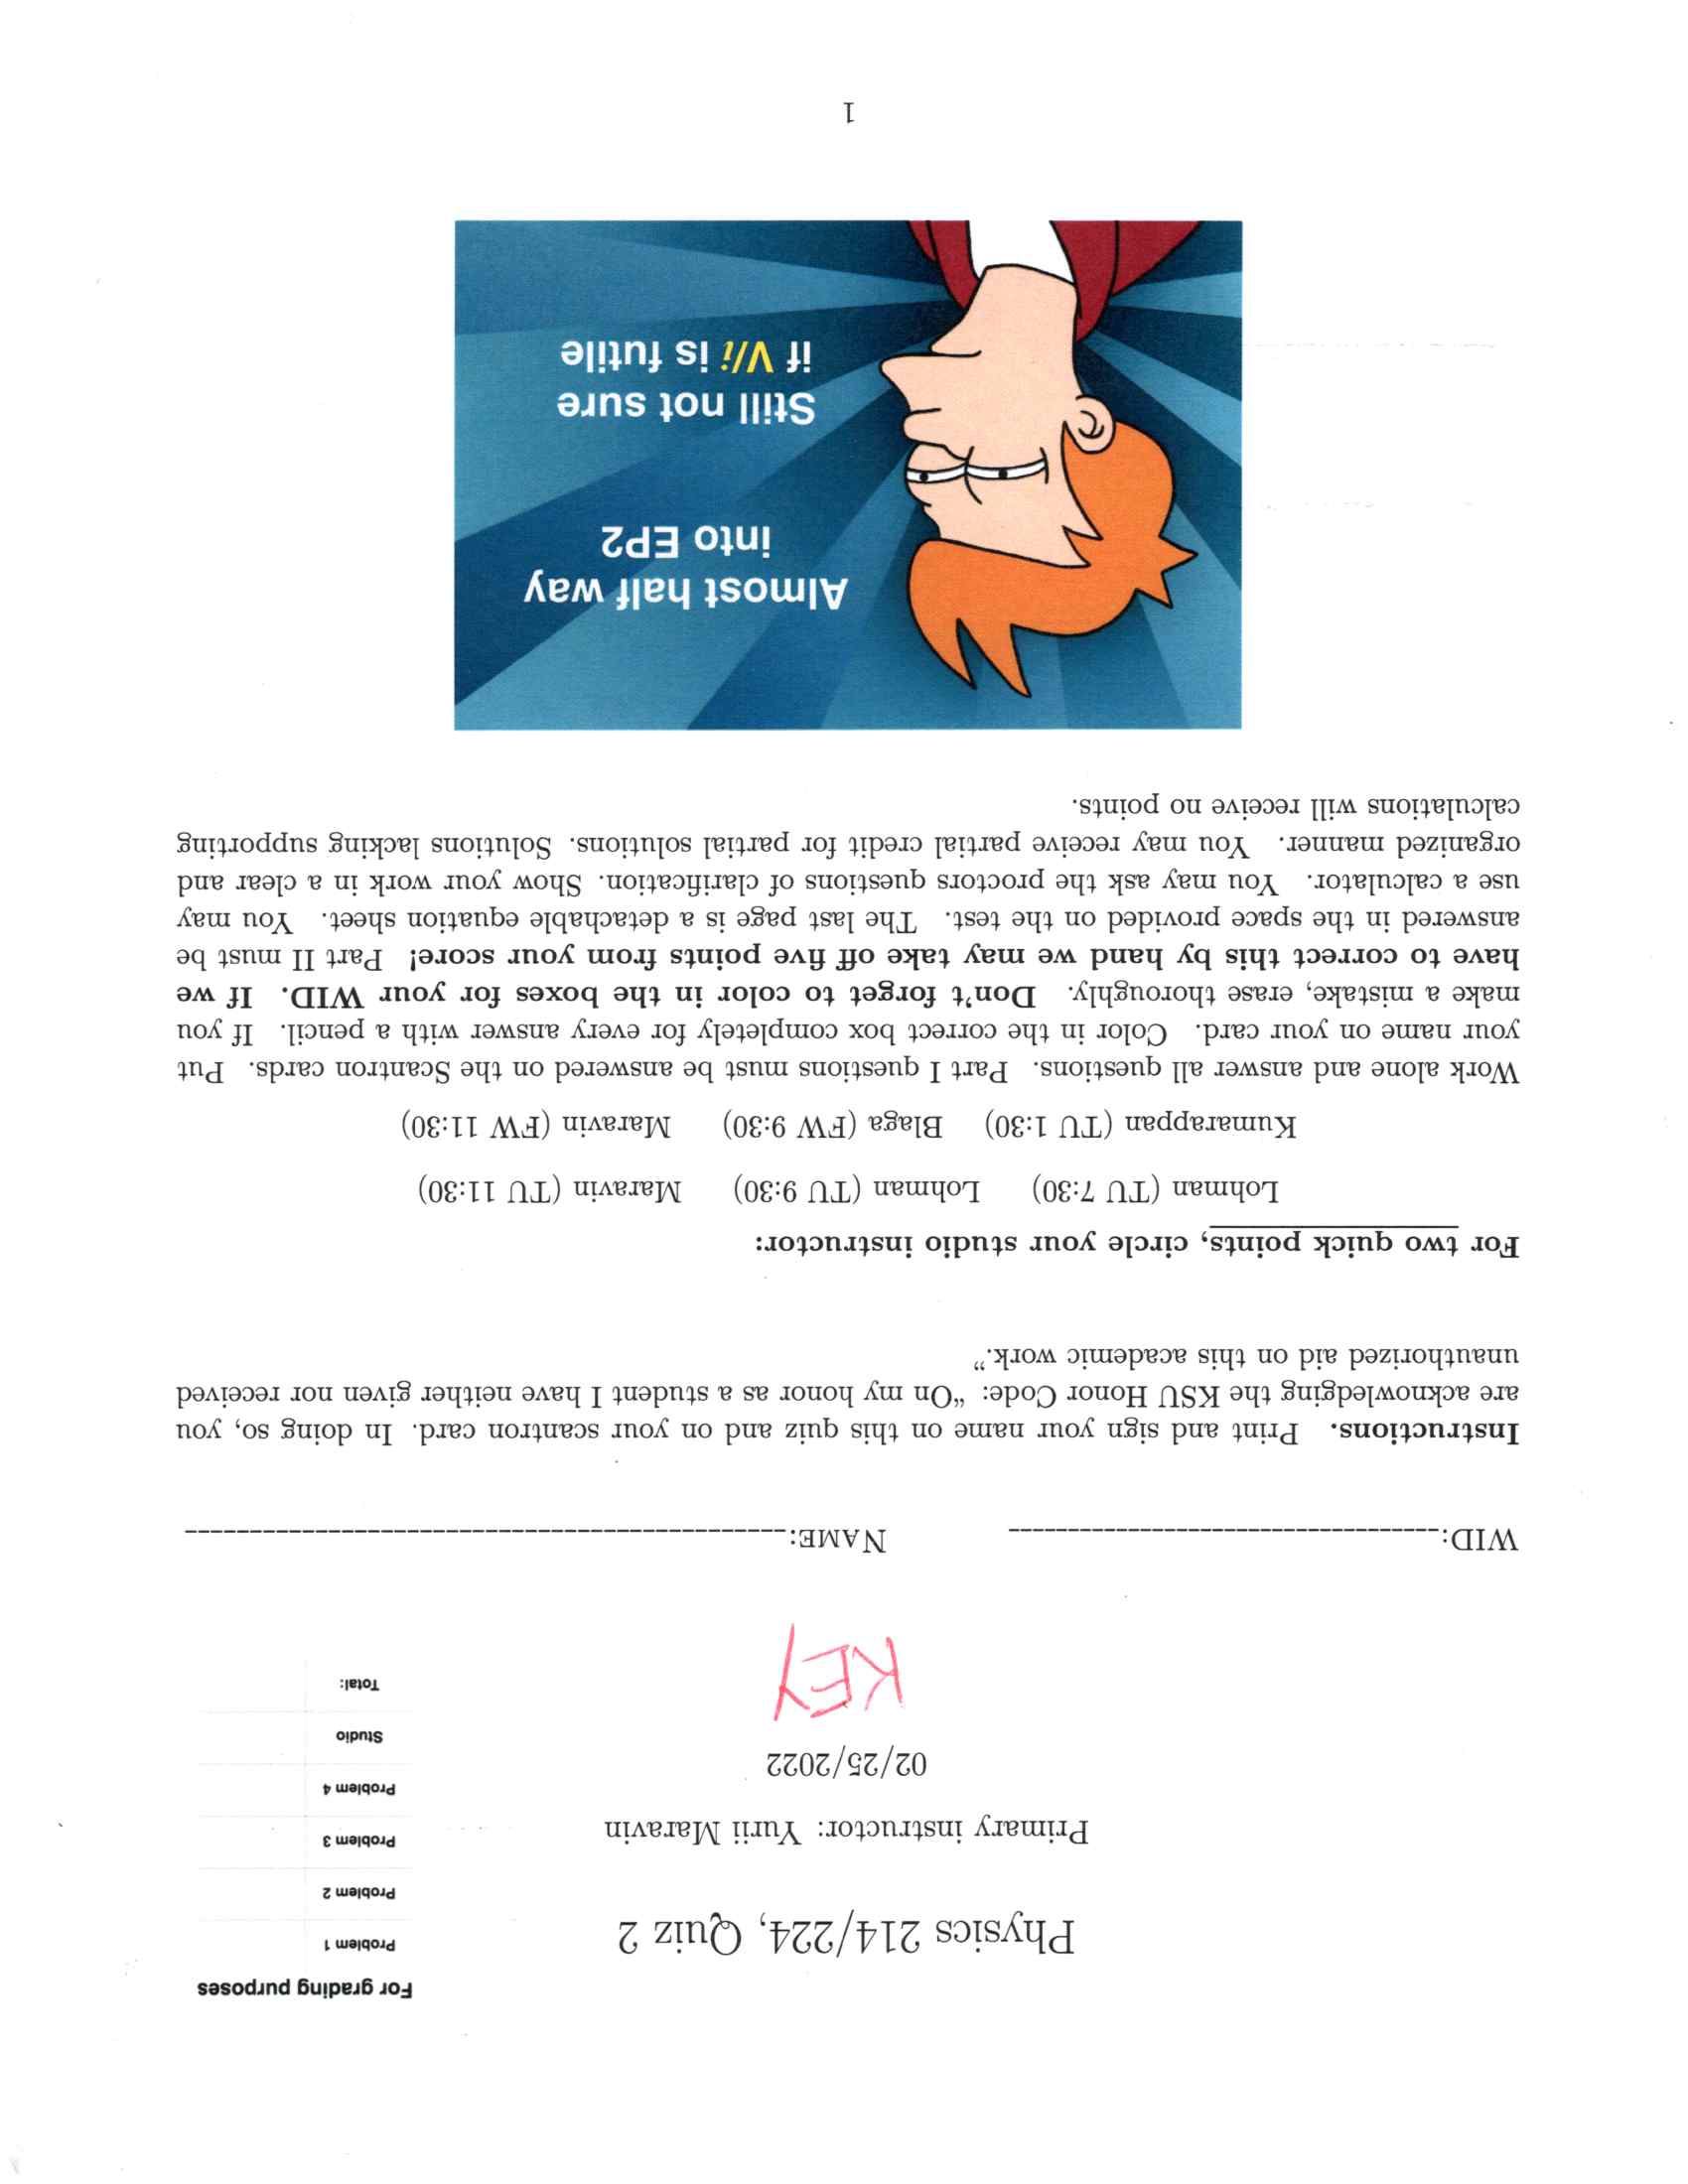 For grading purposes
Problem 1
Problem 2
Problem 3
Problem 4
Studio
Total:
Physics 214/224, Quiz 2
Primary instructor: Yurii Maravin
02/25/2022
KEY
WID:
NAME:
Instructions. Print and sign your name on this quiz and on your scantron card. In doing so, you
are acknowledging the KSU Honor Code: “On my honor as a student I have neither given nor received
unauthorized aid on this academic work.”
For two quick points, circle your studio instructor:
Lohman (TU 7:30) Lohman (TU 9:30) Maravin (TU 11:30)
Kumarappan (TU 1:30) Blaga (FW 9:30) Maravin (FW 11:30)
Work alone and answer all questions. Part I questions must be answered on the Scantron cards. Put
your name on your card. Color in the correct box completely for every answer with a pencil. If you
make a mistake, erase thoroughly. Don’t forget to color in the boxes for your WID. If we
have to correct this by hand we may take off five points from your score! Part II must be
answered in the space provided on the test. The last page is a detachable equation sheet. You may
use a calculator. You may ask the proctors questions of clarification. Show your work in a clear and
organized manner. You may receive partial credit for partial solutions. Solutions lacking supporting
calculations will receive no points.
Almost half way
into EP2
Still not sure
if V/i is futile
1